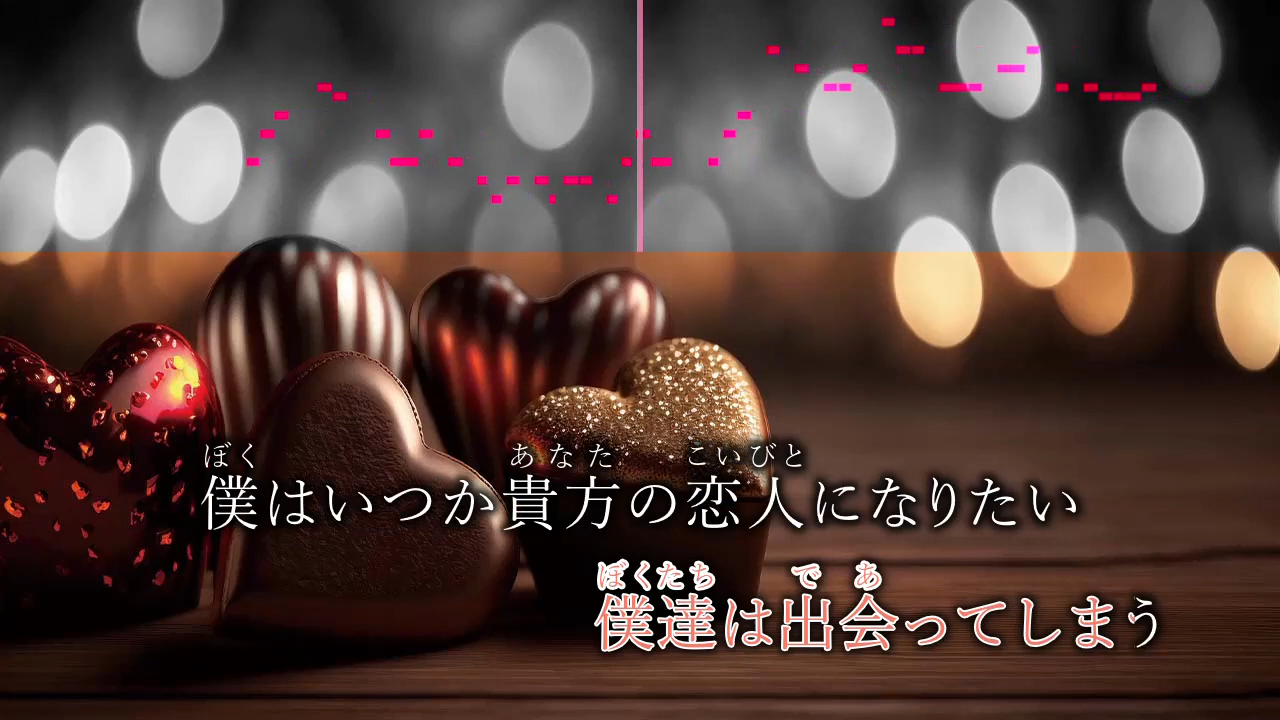 ぼく あなた こいびと
僕はいつか貴方の恋人になりたい
ぼくたち で あ
僕達は出会ってしまう